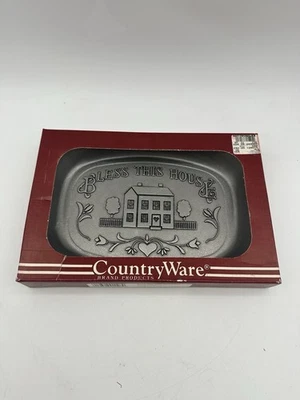 BLESS THIS HOUSE
CountryWare®
BRAND PRODUCTS